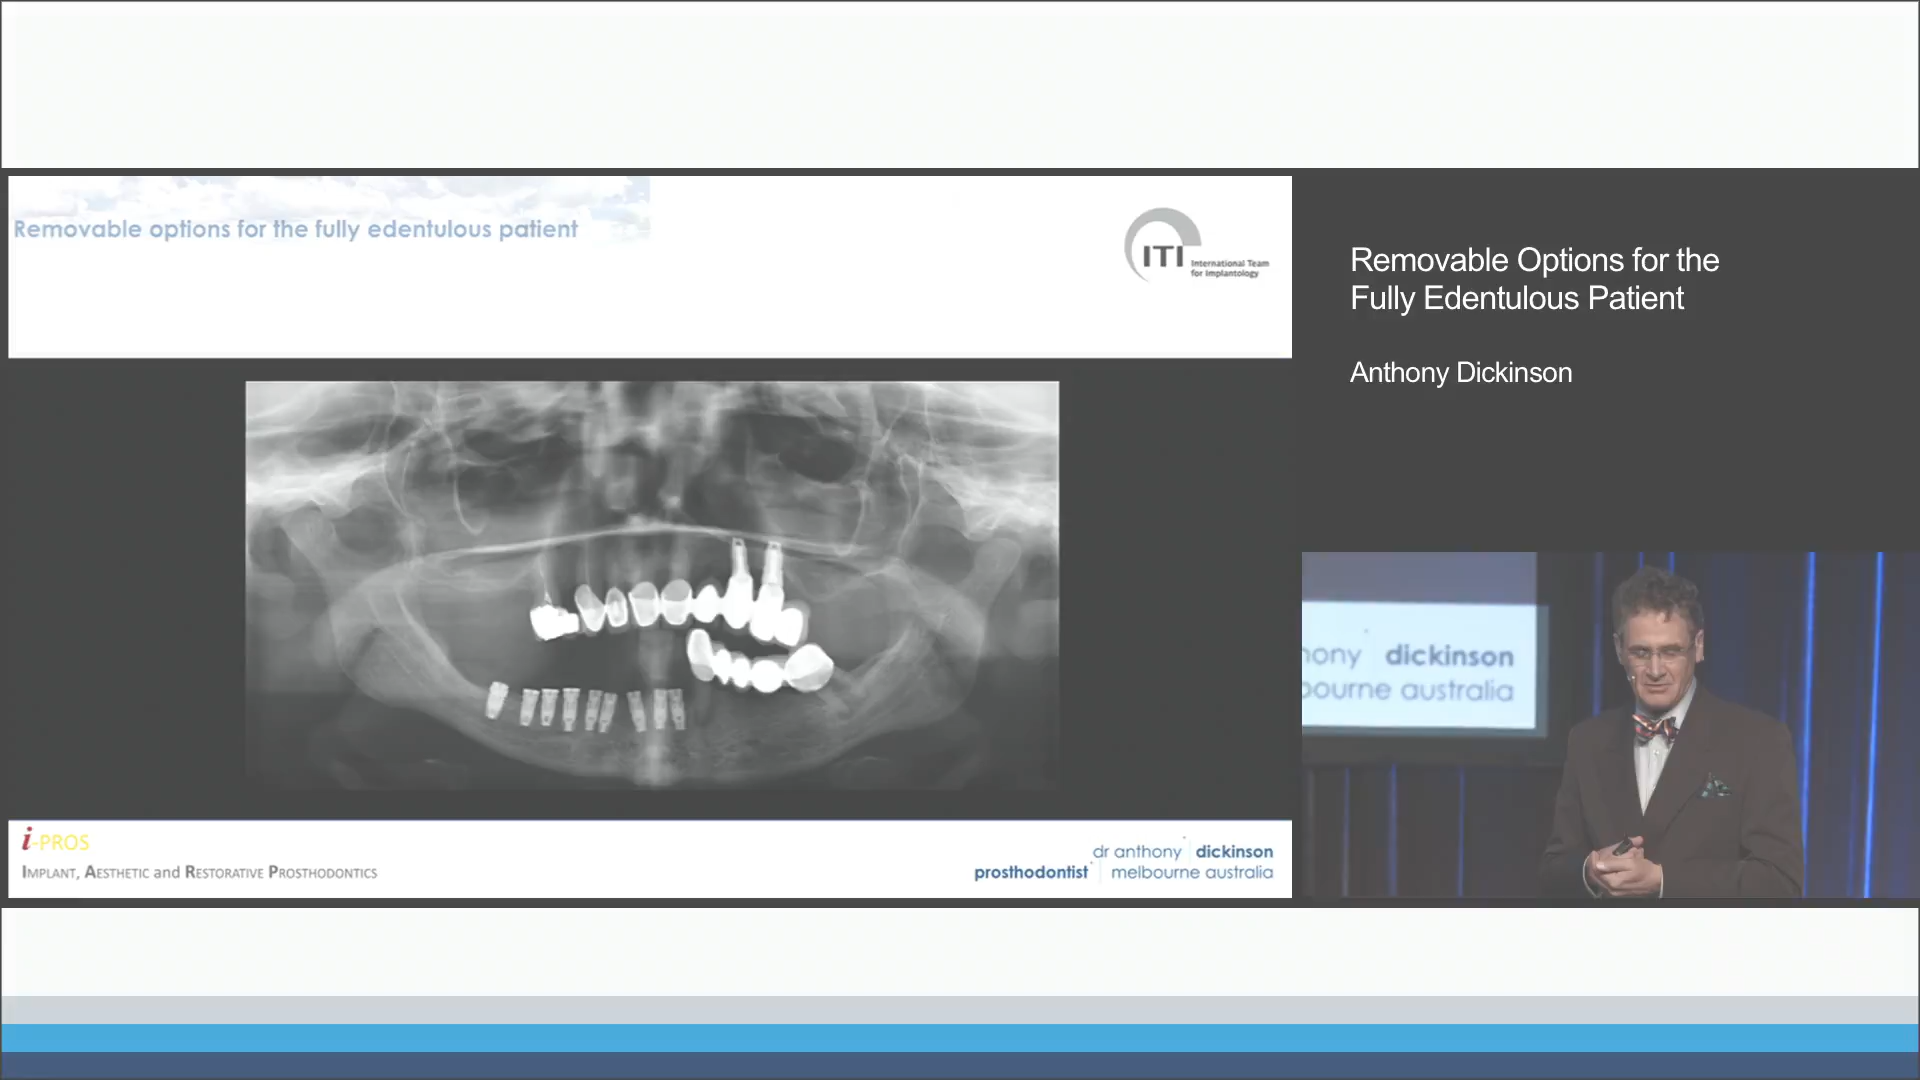 Removable options for the fully edentulous patient
ITI International Team
for Implantology
Removable Options for the
Fully Edentulous Patient
Anthony Dickinson
dickinson
bourne australia
i-PROS
IMPLANT, AESTHETIC and RESTORATIVE PROSTHODONTICS
dr anthony dickinson
prosthodontist melbourne australia